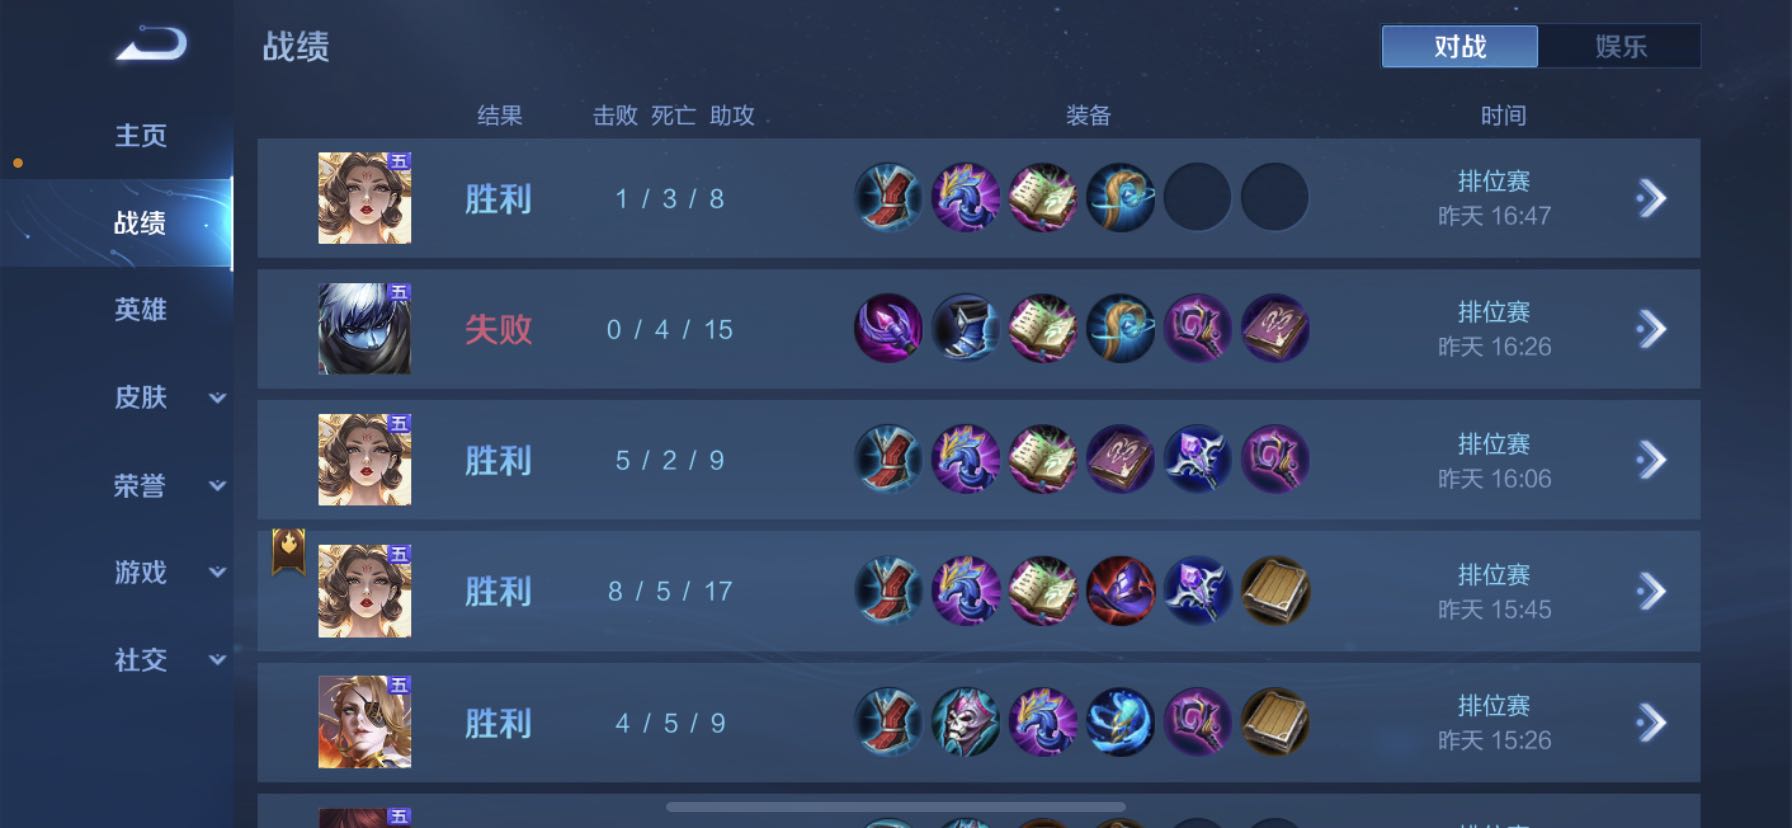 战绩
对战 娱乐
主页
战绩
英雄
皮肤
荣誉
游戏
社交
结果 击败 死亡 助攻 装备 时间
五
胜利 1 / 3 / 8 排位赛
昨天 16:47
五
失败 0 / 4 / 15 排位赛
昨天 16:26
五
胜利 5 / 2 / 9 排位赛
昨天 16:06
五
胜利 8 / 5 / 17 排位赛
昨天 15:45
五
胜利 4 / 5 / 9 排位赛
昨天 15:26
五